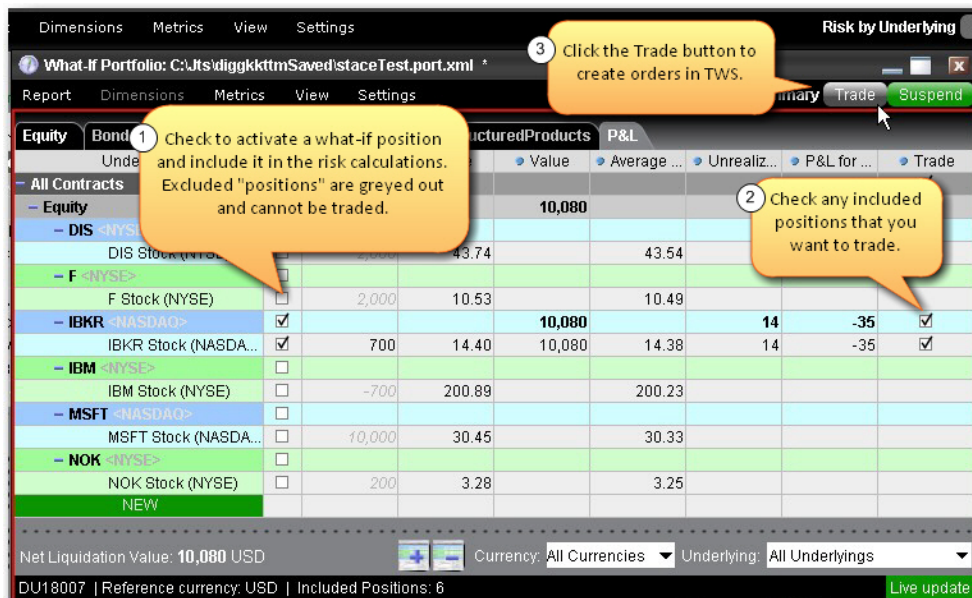 Dimensions Metrics View Settings Risk by Underlying
What-If Portfolio: C:\Jts\diggkkttmSaved\staceTest.port.xml *
Report Dimensions Metrics View Settings Trade Suspend
3 Click the Trade button to
create orders in TWS.
Equity P&L
Value Average ... Unrealiz... P&L for ... Trade
1 Check to activate a what-if position
and include it in the risk calculations.
Excluded "positions" are greyed out
and cannot be traded.
2 Check any included
positions that you
want to trade.
All Contracts
Equity 10,080
DIS
DIS Stock 43.74 43.54
F <NYSE>
F Stock (NYSE) 2,000 10.53 10.49
IBKR <NASDAQ> 10,080 14 -35
IBKR Stock (NASDA... 700 14.40 10,080 14.38 14 -35
IBM <NYSE>
IBM Stock (NYSE) -700 200.89 200.23
MSFT <NASDAQ>
MSFT Stock (NASDA... 10,000 30.45 30.33
NOK <NYSE>
NOK Stock (NYSE) 200 3.28 3.25
NEW
Net Liquidation Value: 10,080 USD Currency: All Currencies Underlying: All Underlyings
DU18007 | Reference currency: USD | Included Positions: 6 Live update